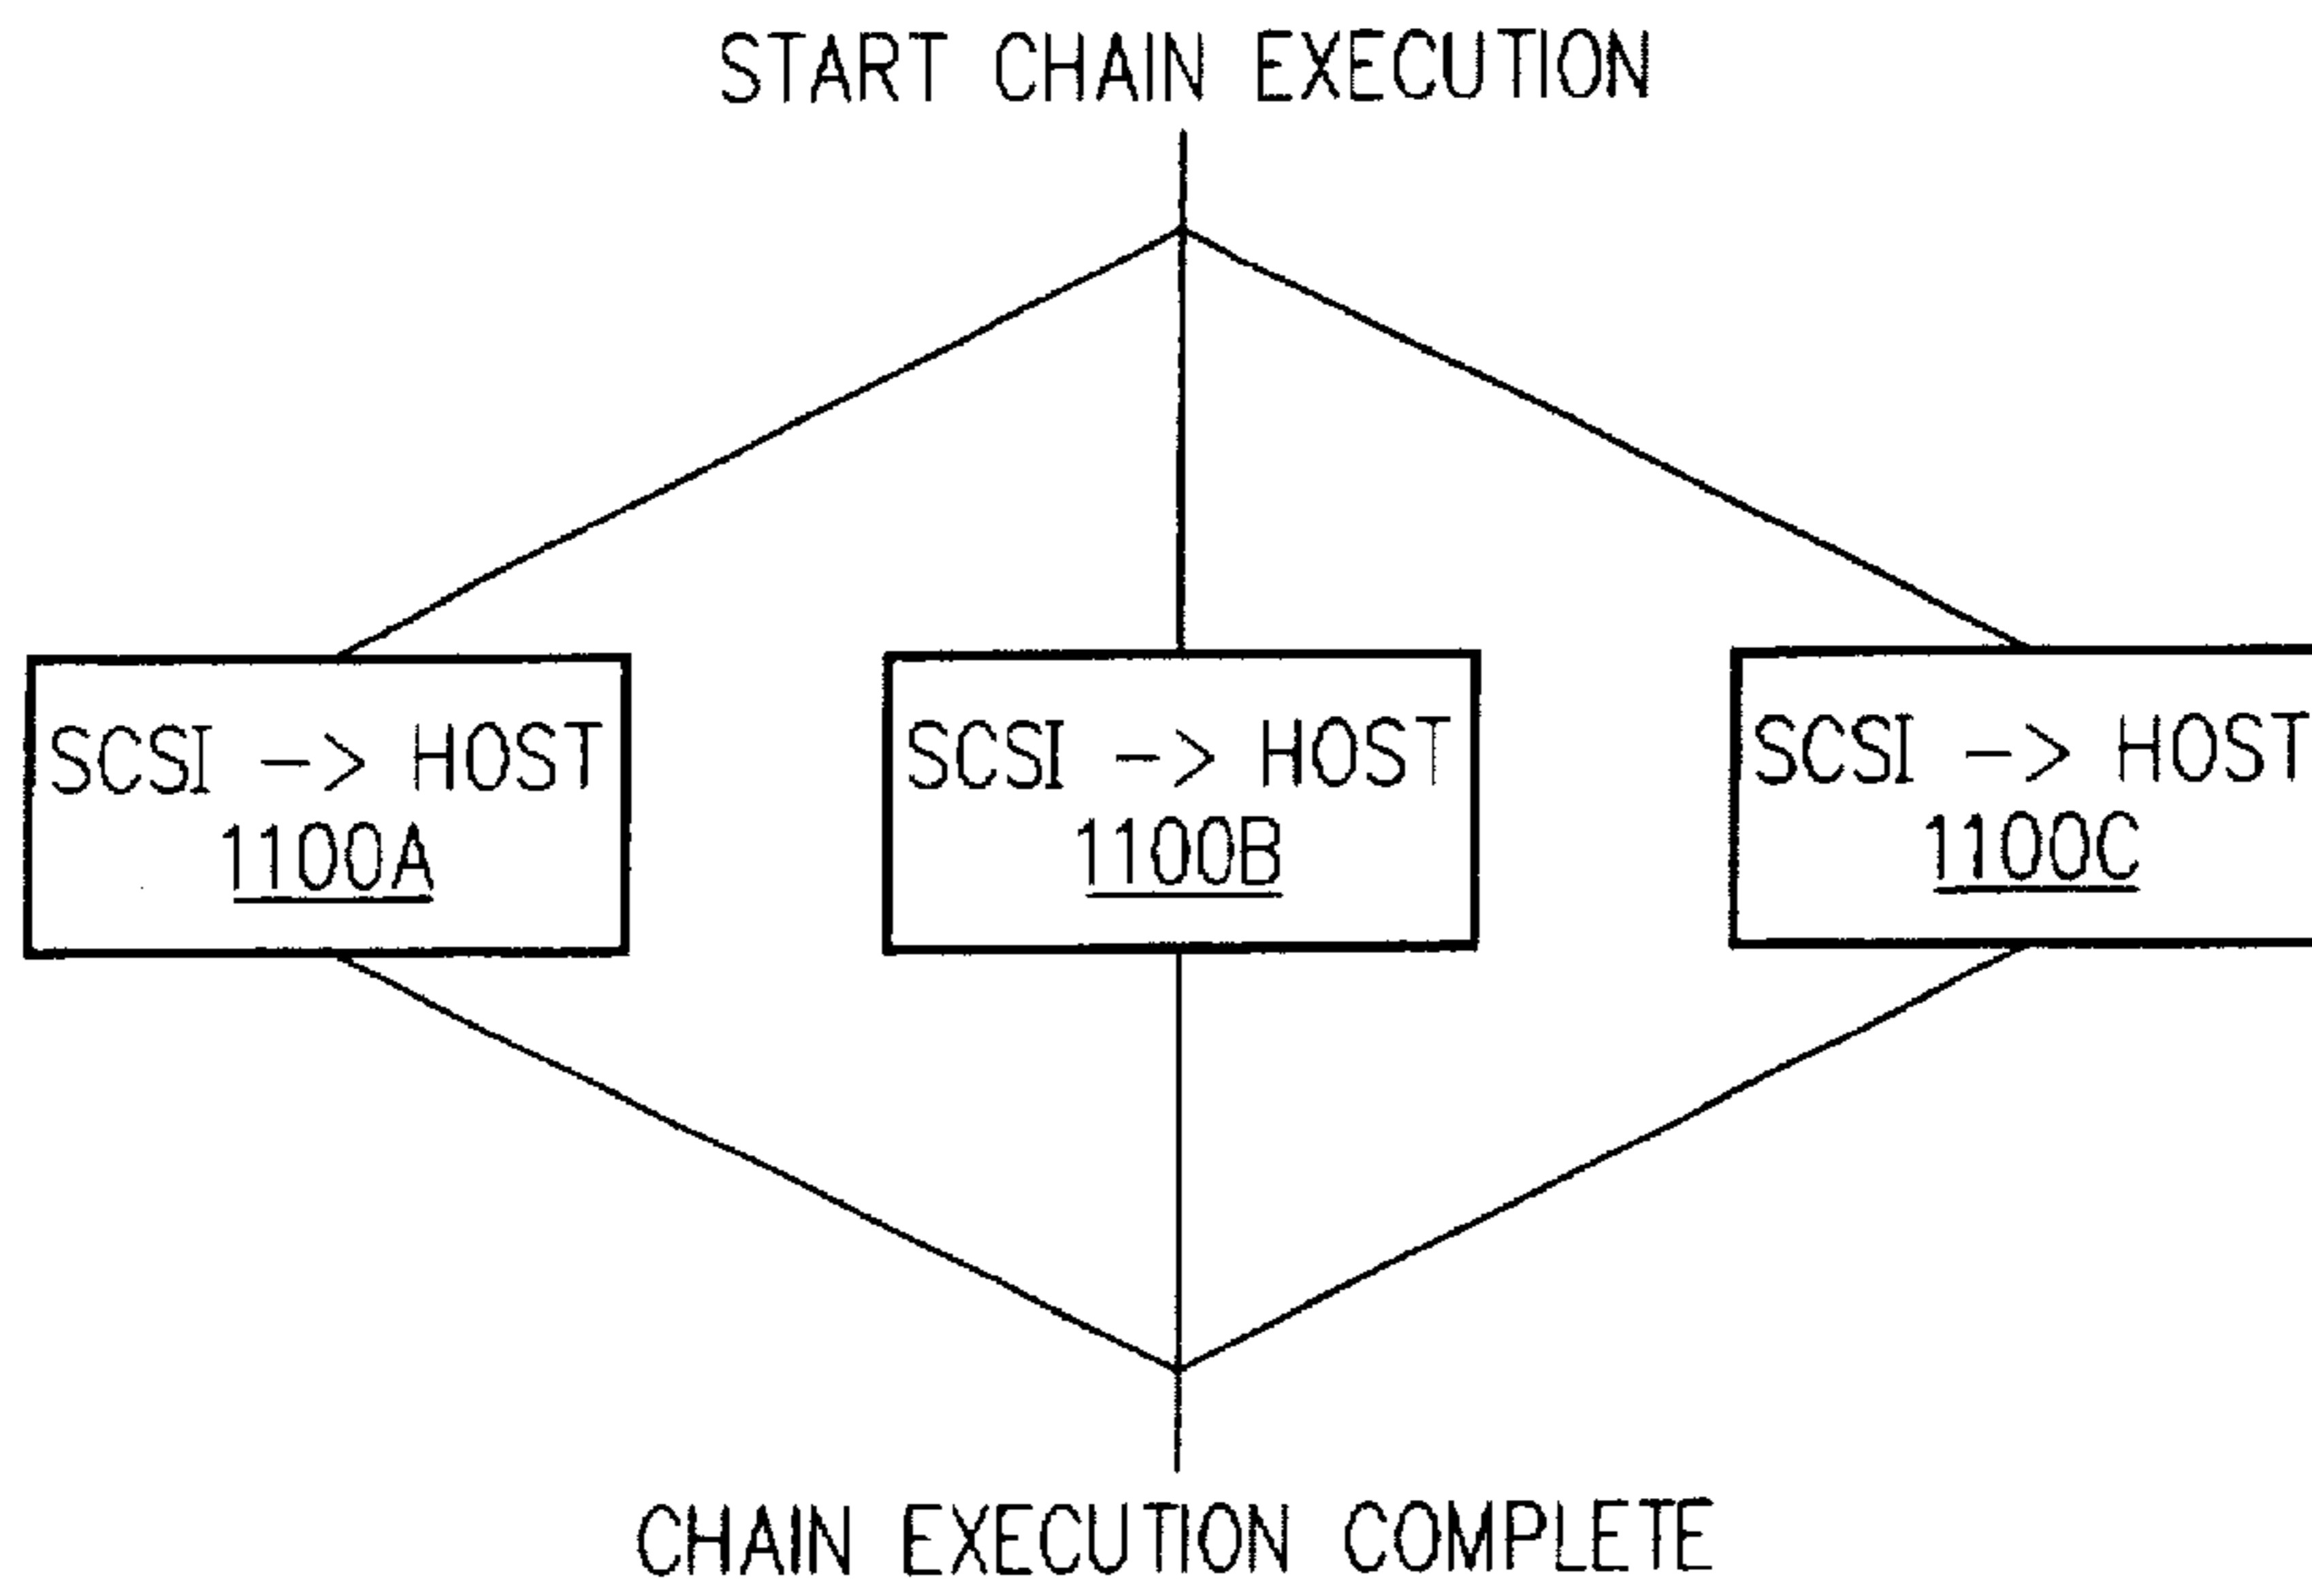 START CHAIN EXECUTION
SCSI -> HOST
1100A
SCSI -> HOST
1100B
SCSI -> HOST
1100C
CHAIN EXECUTION COMPLETE